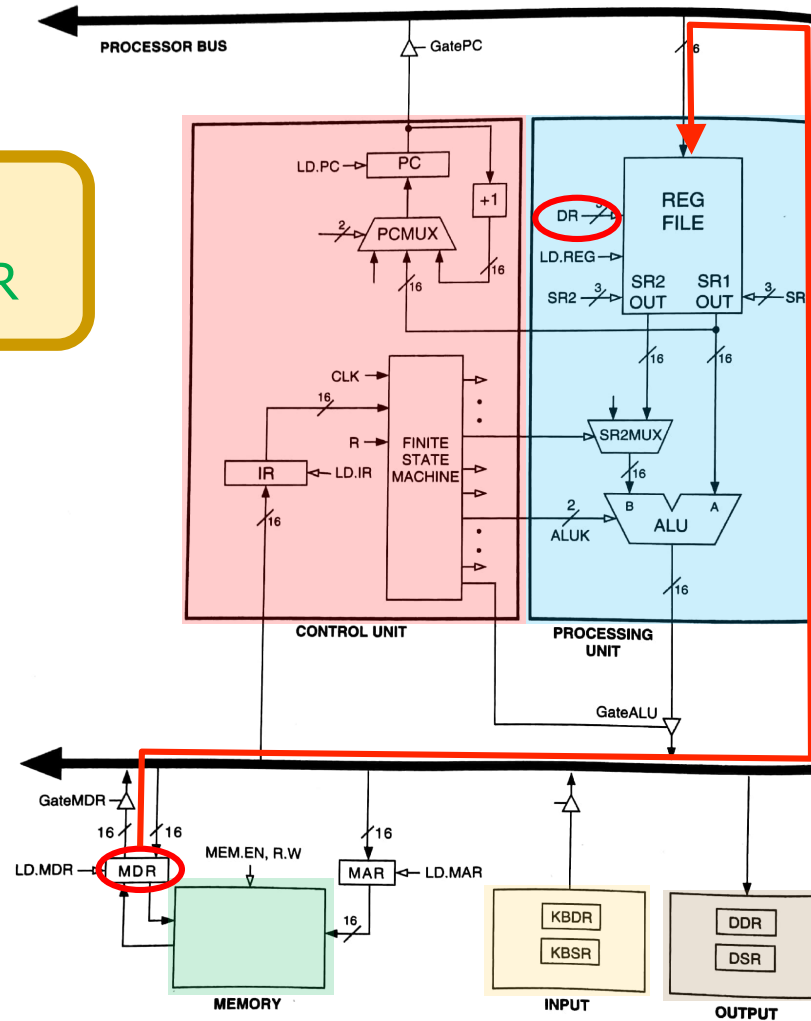 PROCESSOR BUS
GatePC
6
LD.PC
PC
+1
2
PCMUX
16
16
R
DR
3
REG
FILE
LD.REG
SR2
3
SR2
OUT
SR1
OUT
3
SR
16
16
CLK
16
R
FINITE
STATE
MACHINE
IR
LD.IR
16
SR2MUX
16
B
A
ALU
2
ALUK
16
CONTROL UNIT
PROCESSING
UNIT
GateALU
GateMDR
16
16
16
LD.MDR
MDR
MEM.EN, R.W
MAR
LD.MAR
16
KBDR
KBSR
DDR
DSR
MEMORY
INPUT
OUTPUT